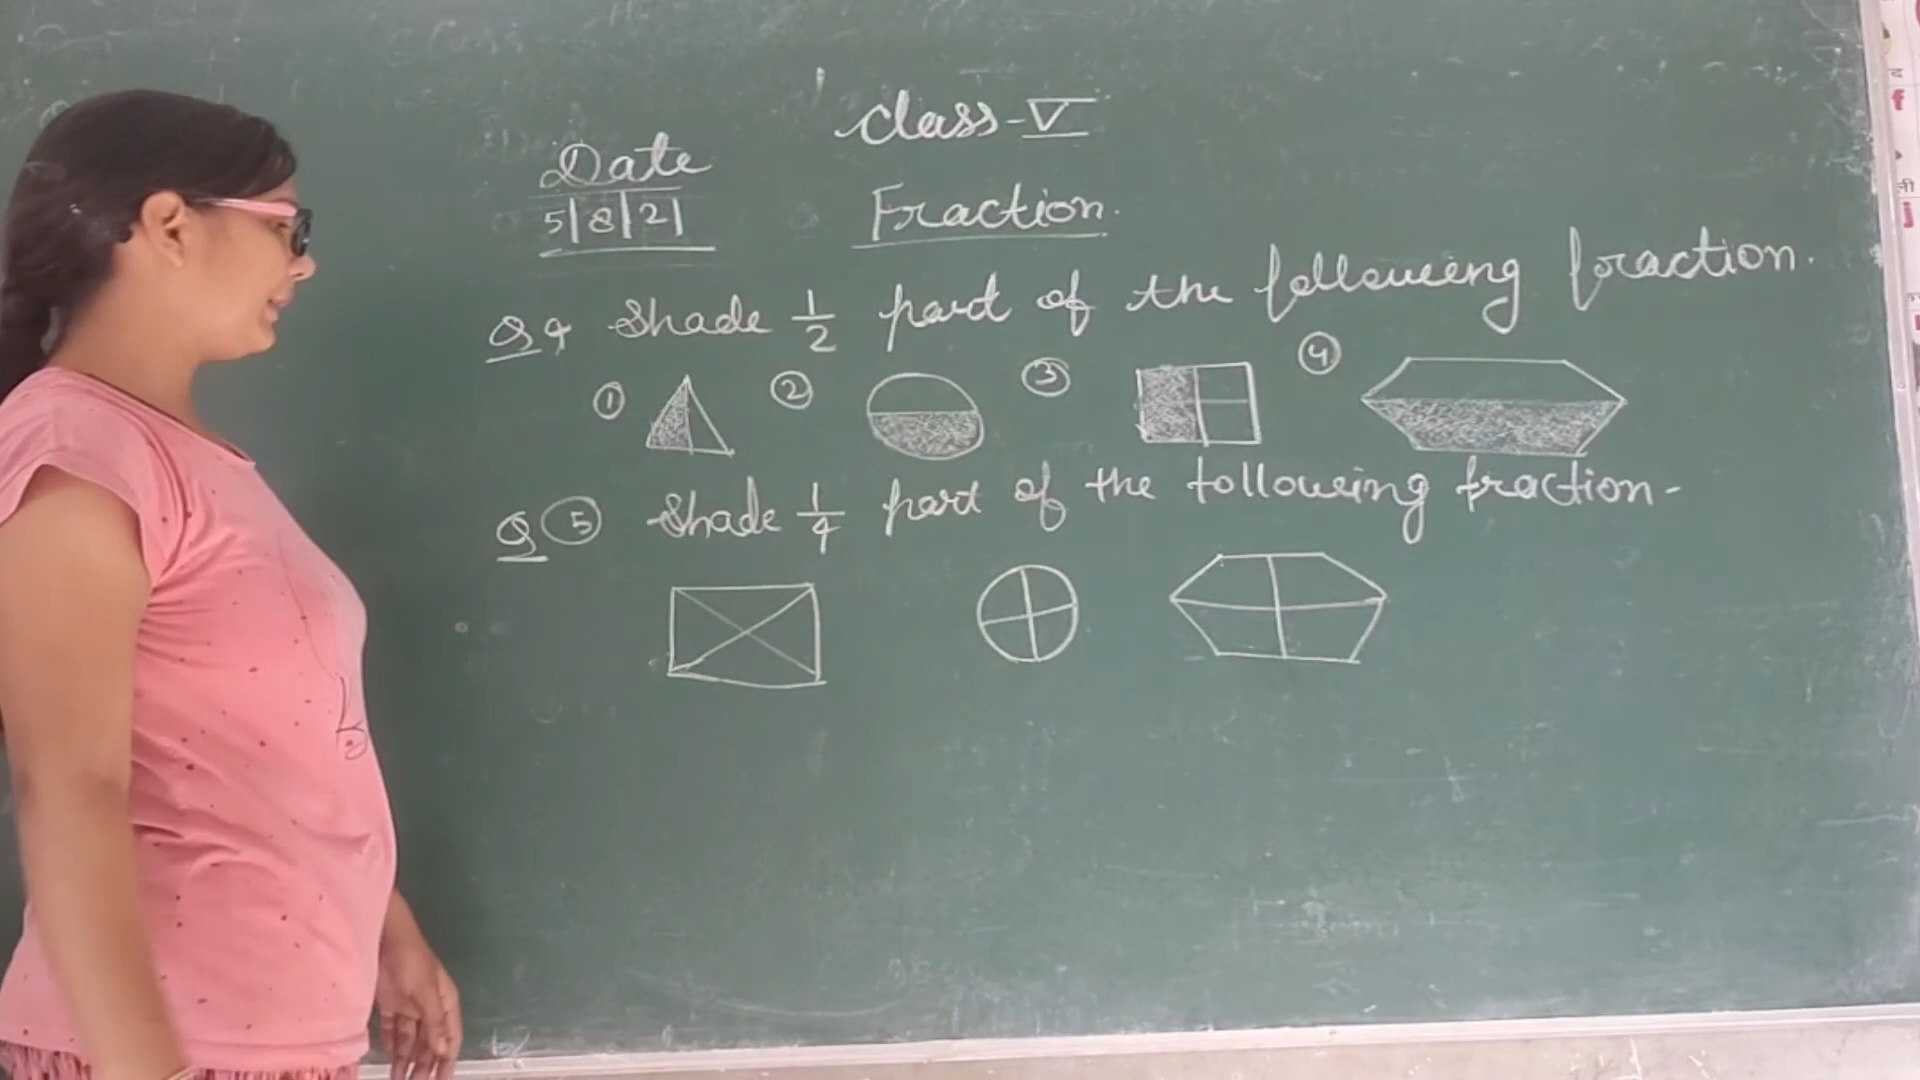 Class-V
Date
5|8|21
Fraction.
Q 4 Shade 1/2 part of the following fraction.
① ② ③ ④
Q ⑤ Shade 1/4 part of the following fraction-